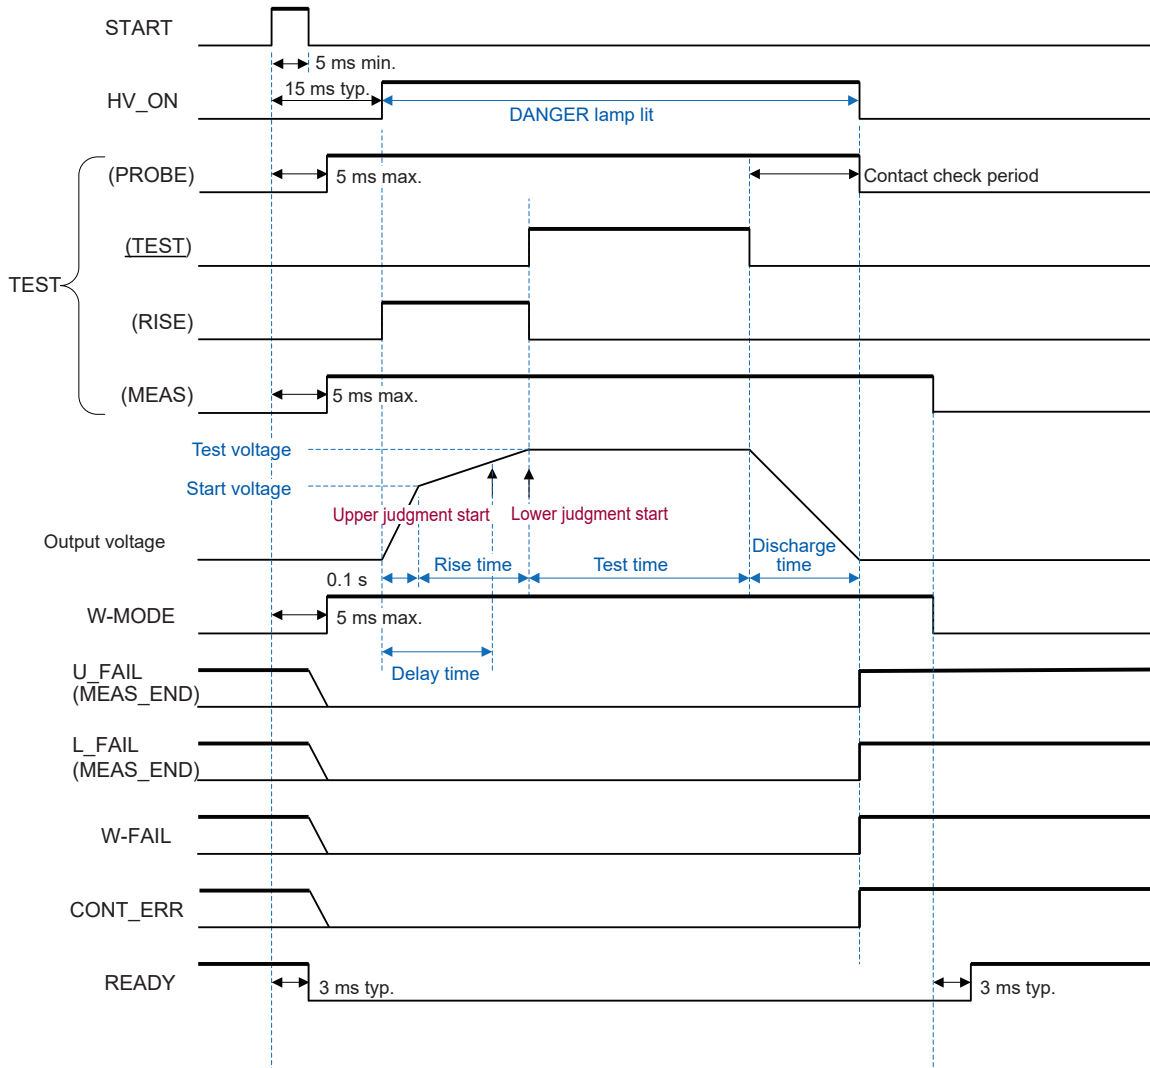 START
5 ms min.
15 ms typ.
HV_ON
DANGER lamp lit
(PROBE)
5 ms max.
Contact check period
(TEST)
TEST
(RISE)
(MEAS)
5 ms max.
Test voltage
Start voltage
Upper judgment start
Lower judgment start
Output voltage
0.1 s
Rise time
Test time
Discharge
time
W-MODE
5 ms max.
Delay time
U_FAIL
(MEAS_END)
L_FAIL
(MEAS_END)
W-FAIL
CONT_ERR
READY
3 ms typ.
3 ms typ.